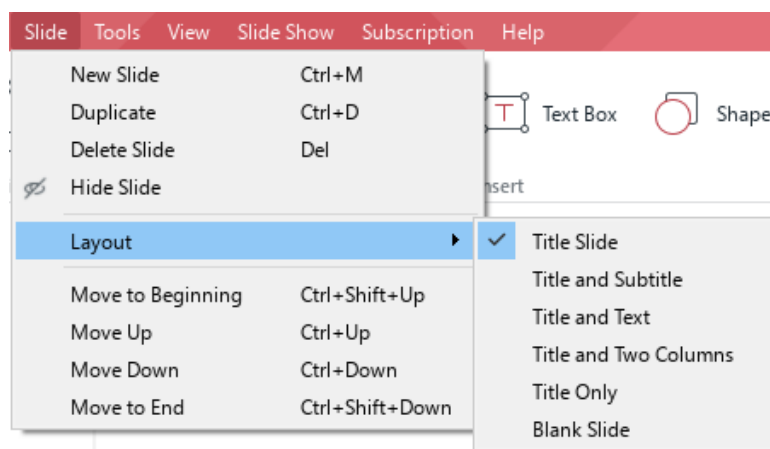 Slide Tools View Slide Show Subscription Help
New Slide Ctrl+M
Duplicate Ctrl+D
Delete Slide Del
Hide Slide
Layout
Move to Beginning Ctrl+Shift+Up
Move Up Ctrl+Up
Move Down Ctrl+Down
Move to End Ctrl+Shift+Down
T Text Box Shape
Title Slide
Title and Subtitle
Title and Text
Title and Two Columns
Title Only
Blank Slide